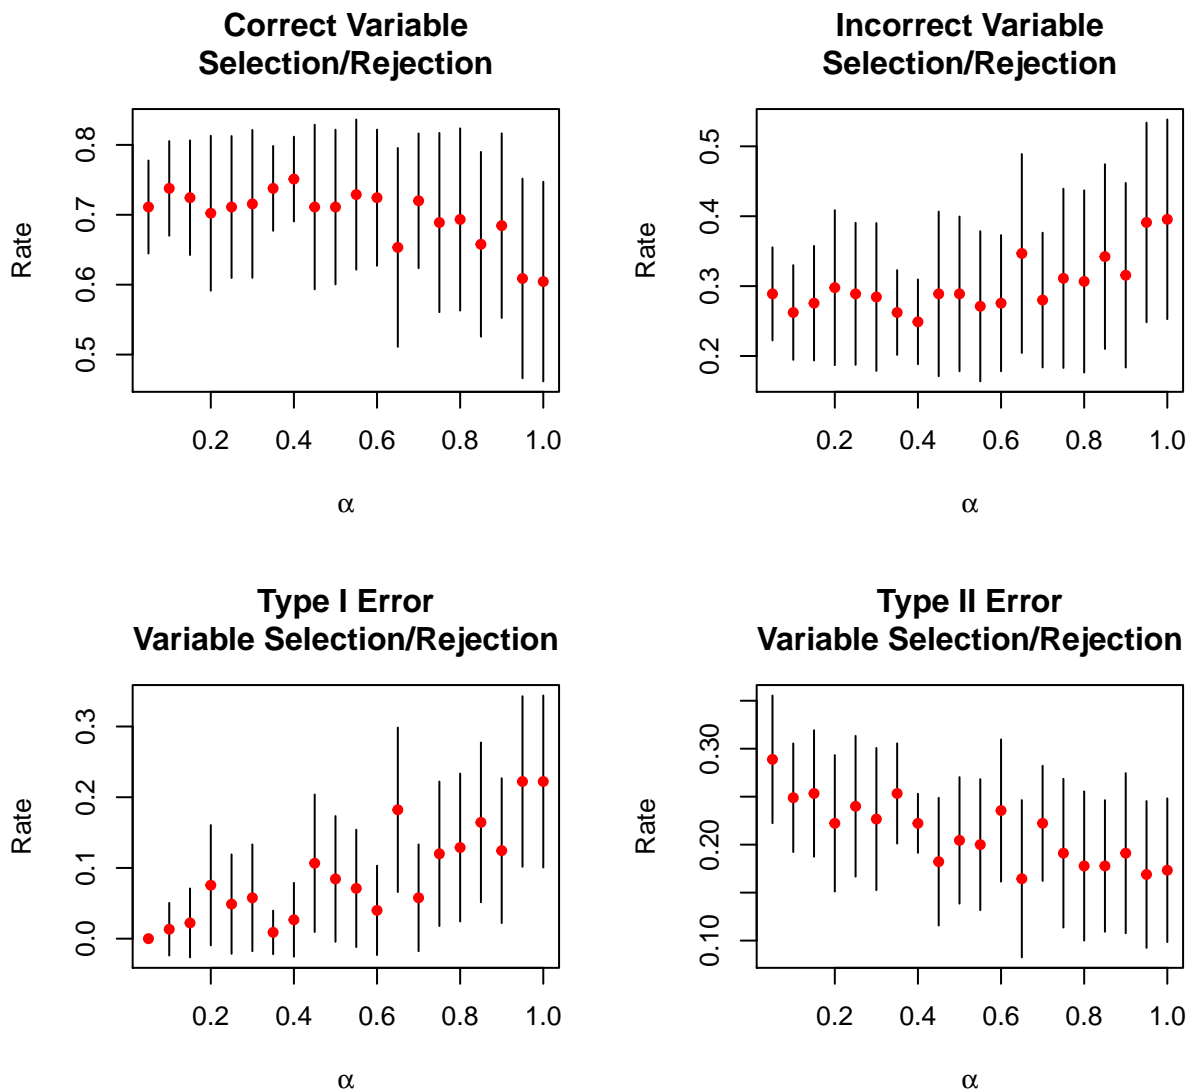 Correct Variable
Selection/Rejection
Rate
0.8
0.7
0.6
0.5
0.2 0.4 0.6 0.8 1.0
α
Incorrect Variable
Selection/Rejection
Rate
0.5
0.4
0.3
0.2
0.2 0.4 0.6 0.8 1.0
α
Type I Error
Variable Selection/Rejection
Rate
0.3
0.2
0.1
0.0
0.2 0.4 0.6 0.8 1.0
α
Type II Error
Variable Selection/Rejection
Rate
0.30
0.20
0.10
0.2 0.4 0.6 0.8 1.0
α